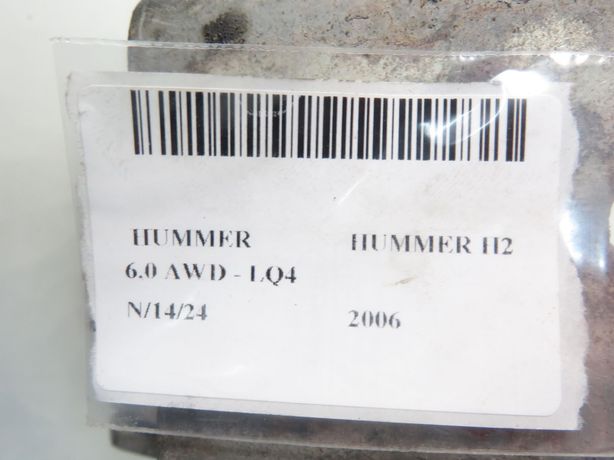 HUMMER HUMMER H2
6.0 AWD - LQ4
N/14/24 2006